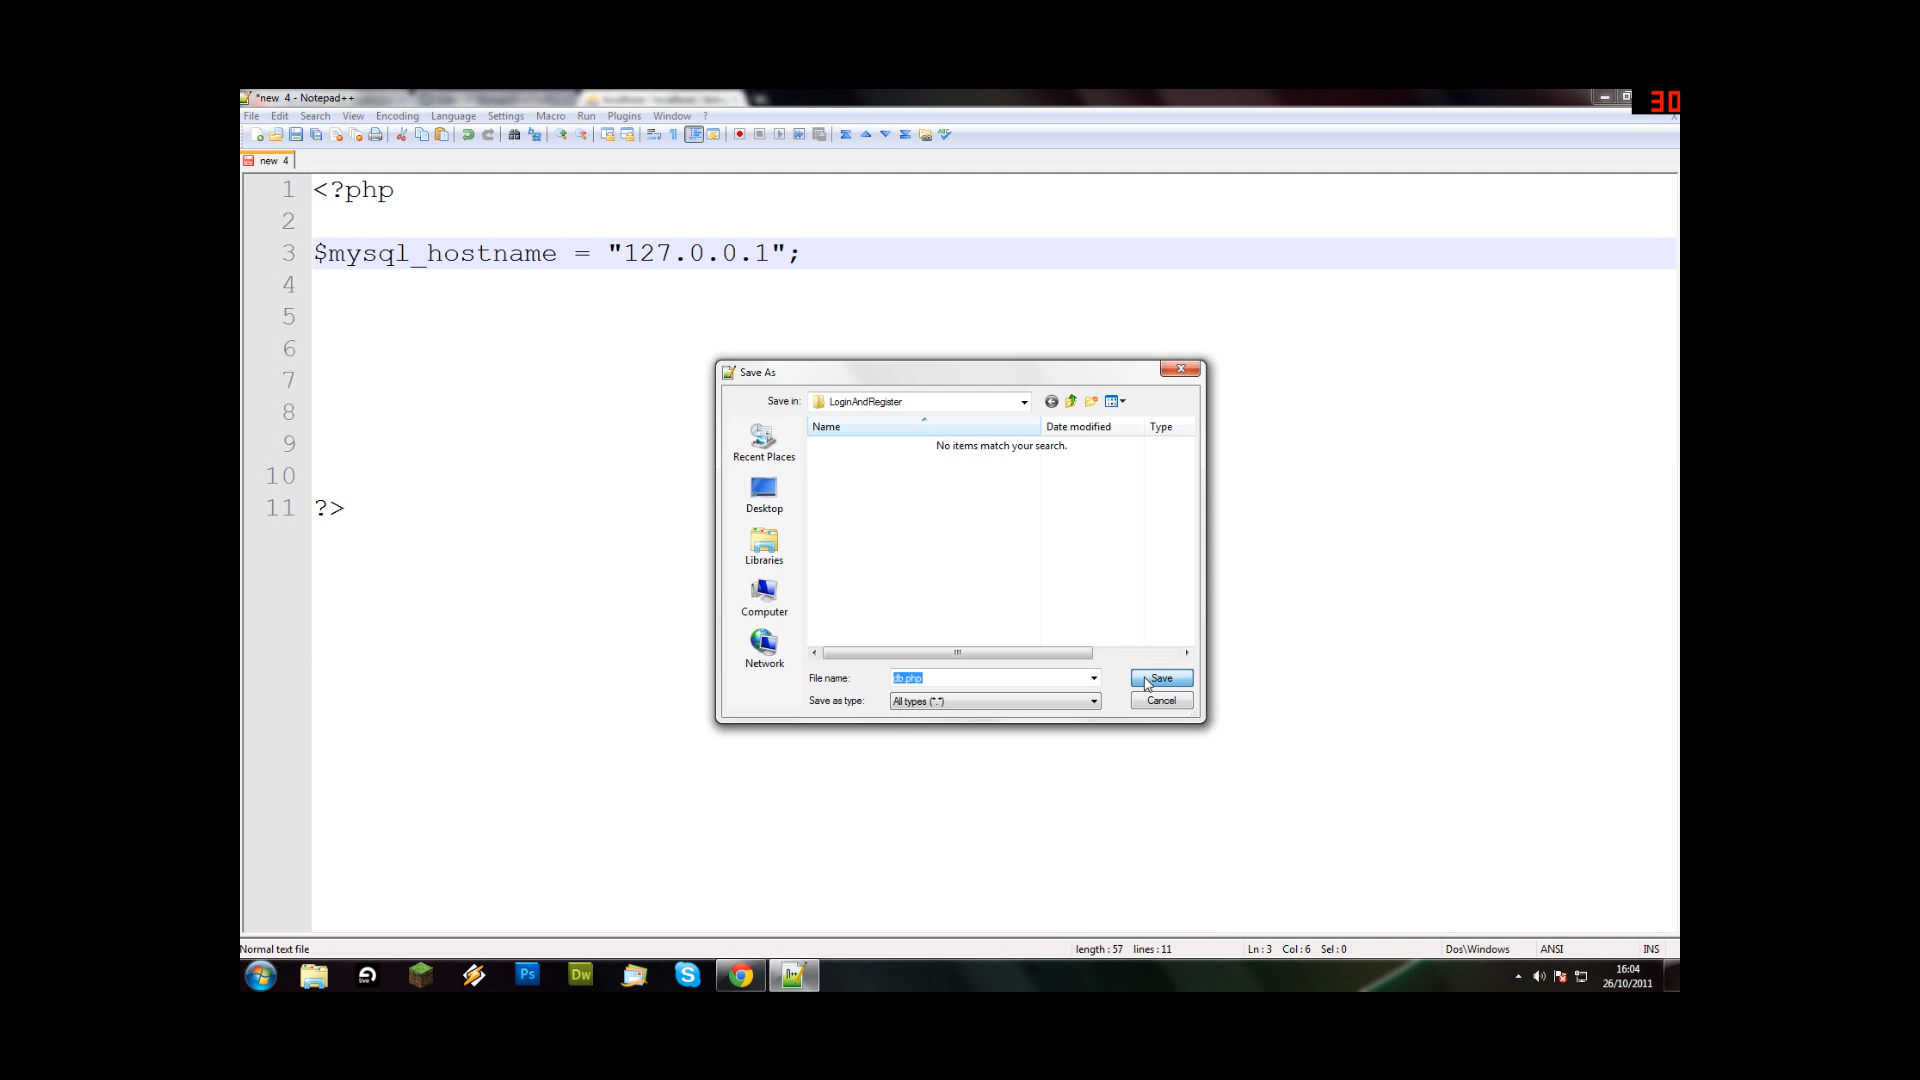 *new 4 - Notepad++
30
File Edit Search View Encoding Language Settings Macro Run Plugins Window ?
new 4
1 <?php
2
3 $mysql_hostname = "127.0.0.1";
4
5
6
7
8
9
10
11 ?>
Save As
Save in: LoginAndRegister
Name Date modified Type
No items match your search.
Recent Places
Desktop
Libraries
Computer
Network
File name: db.php Save
Save as type: All types (*.*) Cancel
Normal text file length : 57 lines : 11 Ln : 3 Col : 6 Sel : 0 Dos\Windows ANSI INS
live Ps Dw S
16:04
26/10/2011